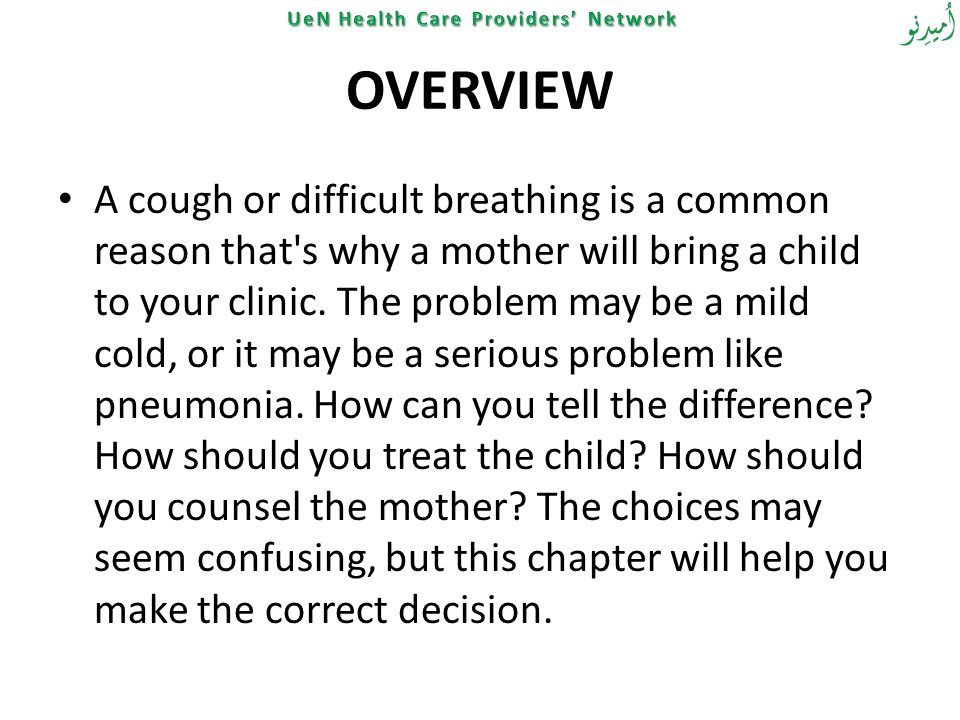 UeN Health Care Providers’ Network
اُمیدِنو
OVERVIEW
• A cough or difficult breathing is a common
reason that's why a mother will bring a child
to your clinic. The problem may be a mild
cold, or it may be a serious problem like
pneumonia. How can you tell the difference?
How should you treat the child? How should
you counsel the mother? The choices may
seem confusing, but this chapter will help you
make the correct decision.